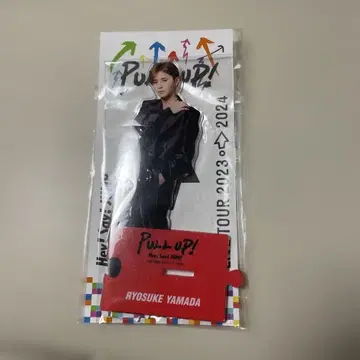 PULL UP!
Hey! Say! JUMP
TOUR 2023 → 2024
PULL UP!
Hey! Say! JUMP
RYOSUKE YAMADA